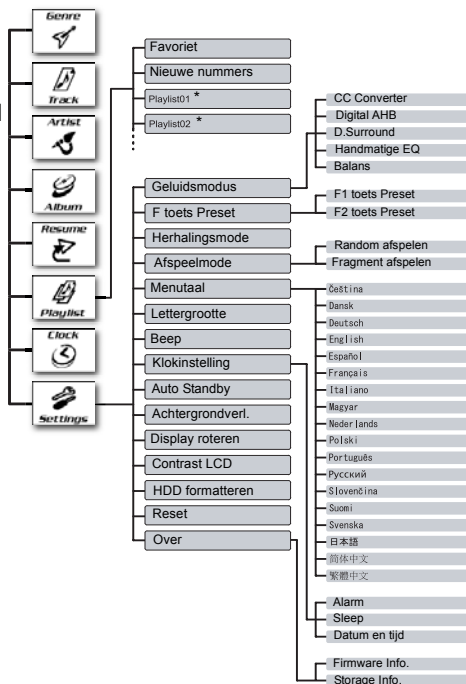 Genre
Track
Artist
Album
Resume
Playlist
Clock
Settings
Favoriet
Nieuwe nummers
Playlist01 *
Playlist02 *
Geluidsmodus
F toets Preset
Herhalingsmode
Afspeelmode
Menutaal
Lettergrootte
Beep
Klokinstelling
Auto Standby
Achtergrondverl.
Display roteren
Contrast LCD
HDD formatteren
Reset
Over
CC Converter
Digital AHB
D.Surround
Handmatige EQ
Balans
F1 toets Preset
F2 toets Preset
Random afspelen
Fragment afspelen
Čeština
Dansk
Deutsch
English
Español
Français
Italiano
Magyar
Nederlands
Polski
Português
Русский
Slovenčina
Suomi
Svenska
日本語
简体中文
繁體中文
Alarm
Sleep
Datum en tijd
Firmware Info.
Storage Info.